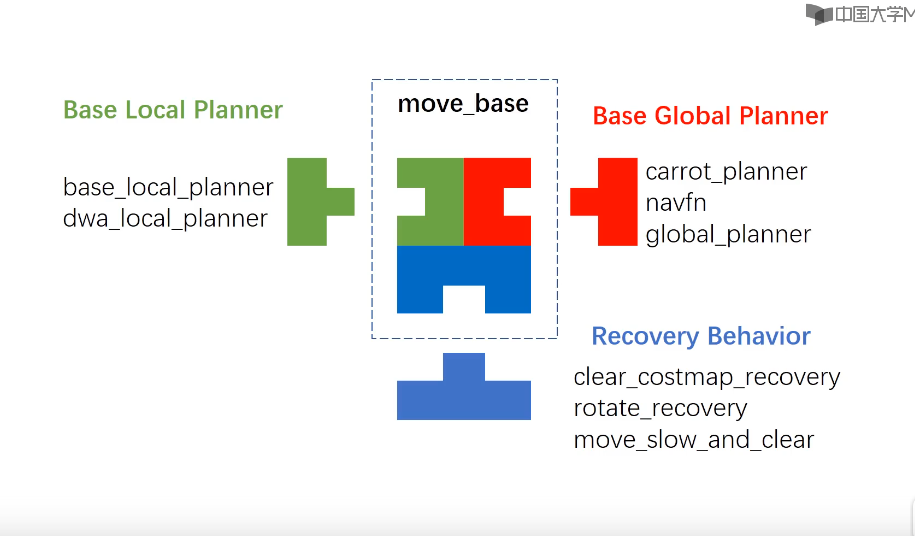 中国大学M
move_base
Base Local Planner
base_local_planner
dwa_local_planner
Base Global Planner
carrot_planner
navfn
global_planner
Recovery Behavior
clear_costmap_recovery
rotate_recovery
move_slow_and_clear